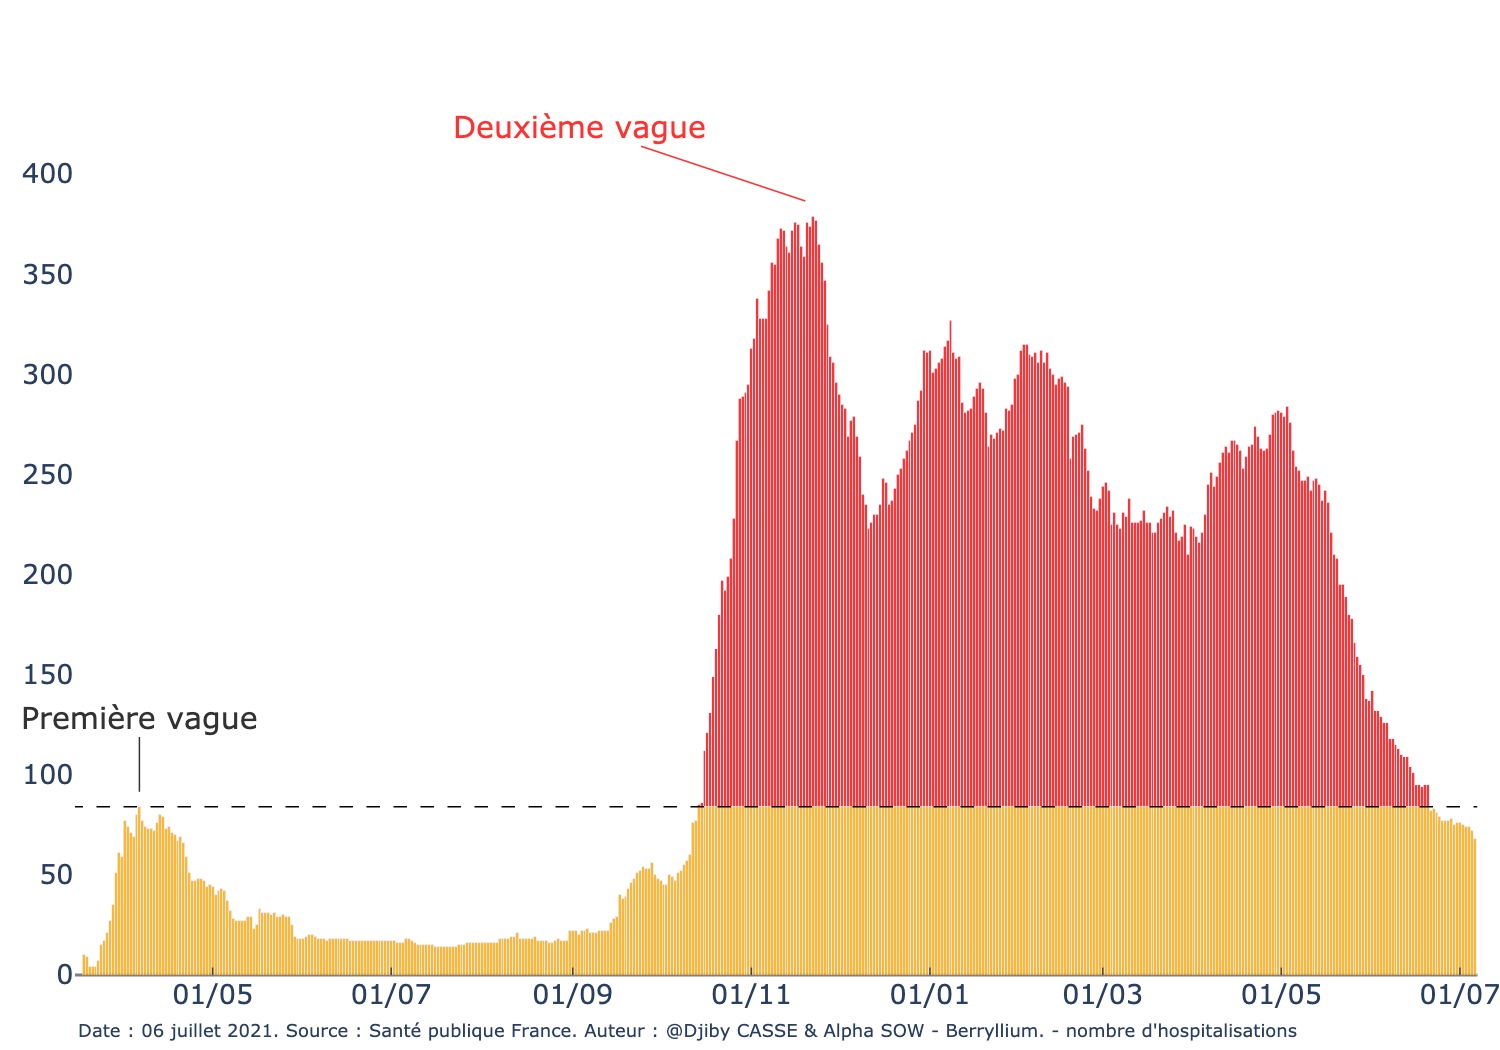 Deuxième vague
400
350
300
250
200
150
Première vague
100
50
0
01/05 01/07 01/09 01/11 01/01 01/03 01/05 01/07
Date : 06 juillet 2021. Source : Santé publique France. Auteur : @Djiby CASSE & Alpha SOW - Berryllium. - nombre d'hospitalisations